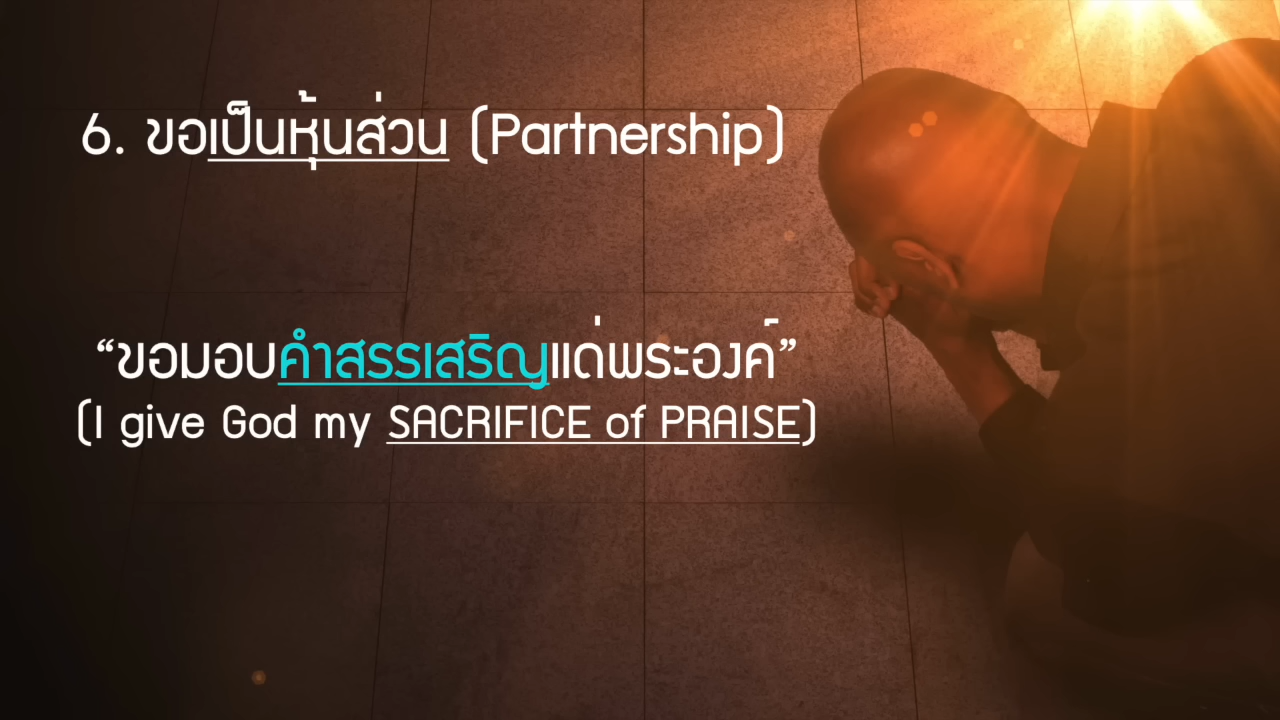 6. ขอเป็นหุ้นส่วน (Partnership)
“ขอมอบคำสรรเสริญแด่พระองค์”
(I give God my SACRIFICE of PRAISE)